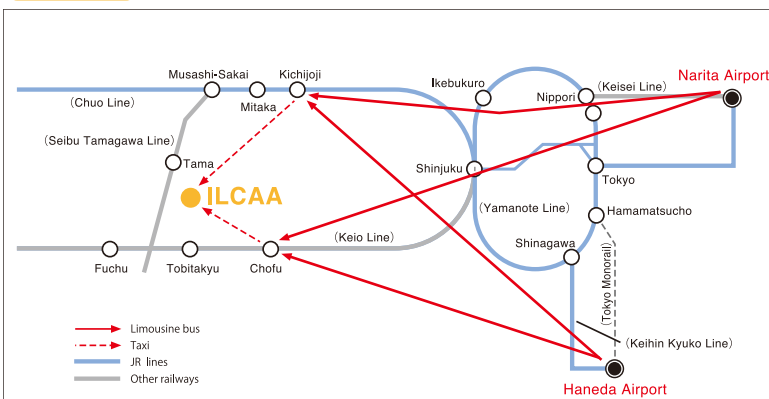 Musashi-Sakai
Kichijoji
Ikebukuro
(Keisei Line)
Narita Airport
(Chuo Line)
Mitaka
Nippori
(Seibu Tamagawa Line)
Tama
Shinjuku
Tokyo
ILCAA
(Yamanote Line)
Hamamatsucho
(Keio Line)
Shinagawa
Fuchu
Tobitakyu
Chofu
(Tokyo Monorail)
Limousine bus
Taxi
(Keihin Kyuko Line)
JR lines
Other railways
Haneda Airport